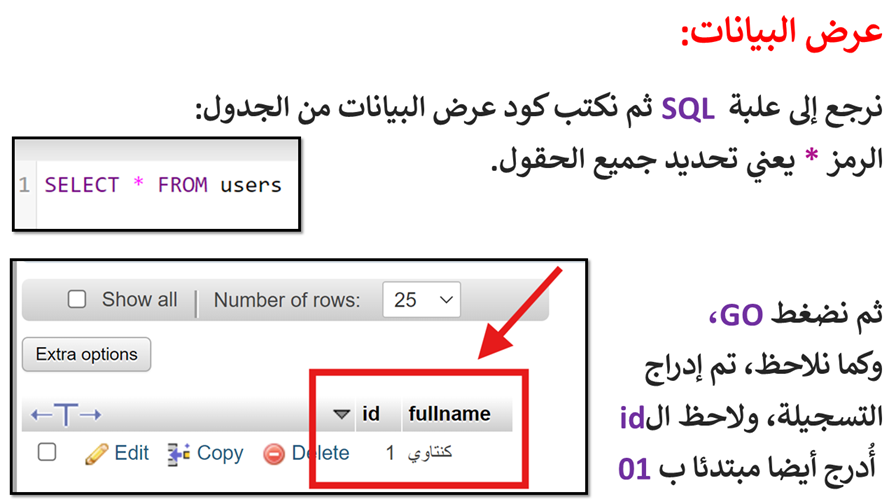 عرض البيانات:
نرجع إلى علبة SQL ثم نكتب كود عرض البيانات من الجدول:
الرمز * يعني تحديد جميع الحقول.
1 SELECT * FROM users
Show all Number of rows: 25
Extra options
←T→ id fullname
Edit Copy Delete 1 كنتاوي
ثم نضغط GO،
وكما نلاحظ، تم إدراج
التسجيلة، ولاحظ الid
أُدرج أيضا مبتدئا ب 01